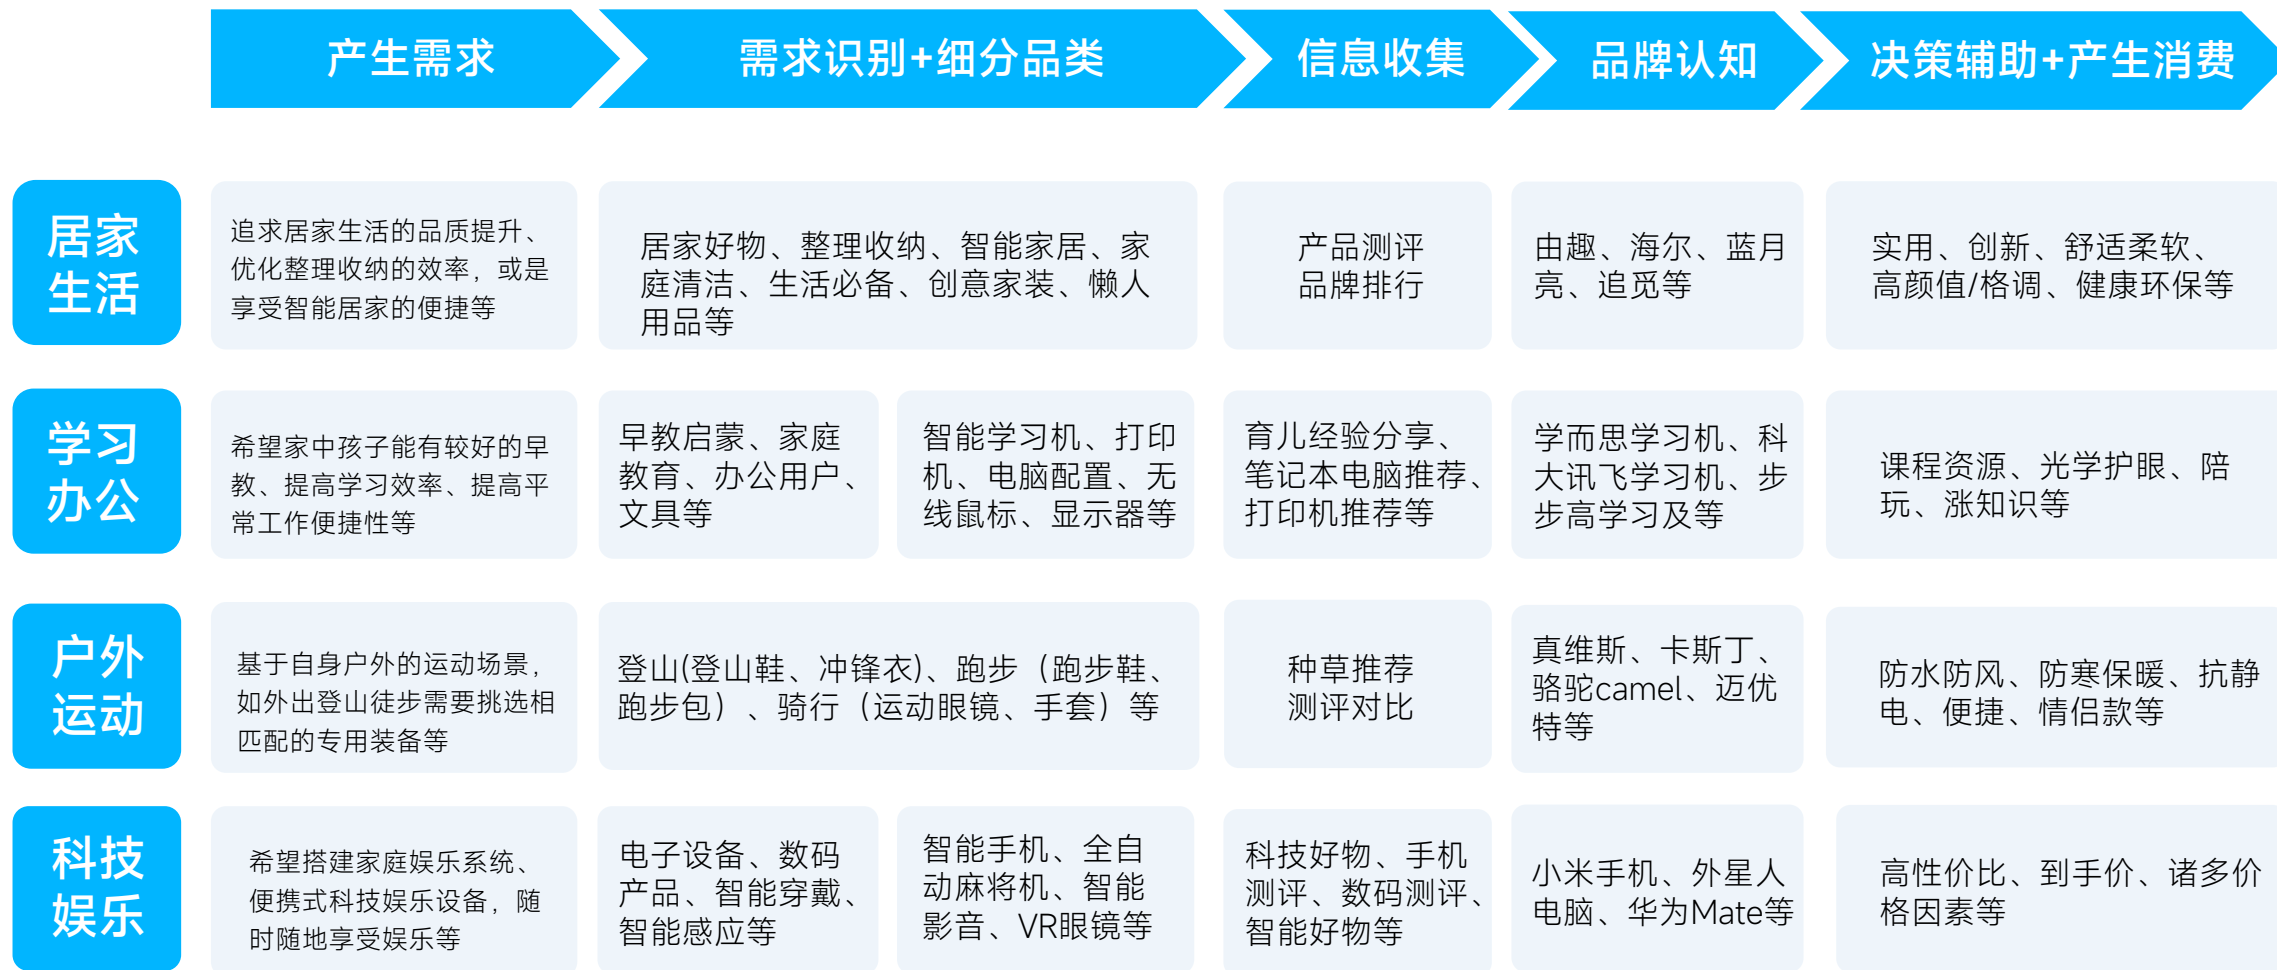 产生需求
需求识别+细分品类
信息收集
品牌认知
决策辅助+产生消费
居家
生活
追求居家生活的品质提升、
优化整理收纳的效率，或是
享受智能居家的便捷等
居家好物、整理收纳、智能家居、家
庭清洁、生活必备、创意家装、懒人
用品等
产品测评
品牌排行
由趣、海尔、蓝月
亮、追觅等
实用、创新、舒适柔软、
高颜值/格调、健康环保等
学习
办公
希望家中孩子能有较好的早
教、提高学习效率、提高平
常工作便捷性等
早教启蒙、家庭
教育、办公用户、
文具等
智能学习机、打印
机、电脑配置、无
线鼠标、显示器等
育儿经验分享、
笔记本电脑推荐、
打印机推荐等
学而思学习机、科
大讯飞学习机、步
步高学习及等
课程资源、光学护眼、陪
玩、涨知识等
户外
运动
基于自身户外的运动场景，
如外出登山徒步需要挑选相
匹配的专用装备等
登山(登山鞋、冲锋衣)、跑步（跑步鞋、
跑步包）、骑行（运动眼镜、手套）等
种草推荐
测评对比
真维斯、卡斯丁、
骆驼camel、迈优
特等
防水防风、防寒保暖、抗静
电、便捷、情侣款等
科技
娱乐
希望搭建家庭娱乐系统、
便携式科技娱乐设备，随
时随地享受娱乐等
电子设备、数码
产品、智能穿戴、
智能感应等
智能手机、全自
动麻将机、智能
影音、VR眼镜等
科技好物、手机
测评、数码测评、
智能好物等
小米手机、外星人
电脑、华为Mate等
高性价比、到手价、诸多价
格因素等